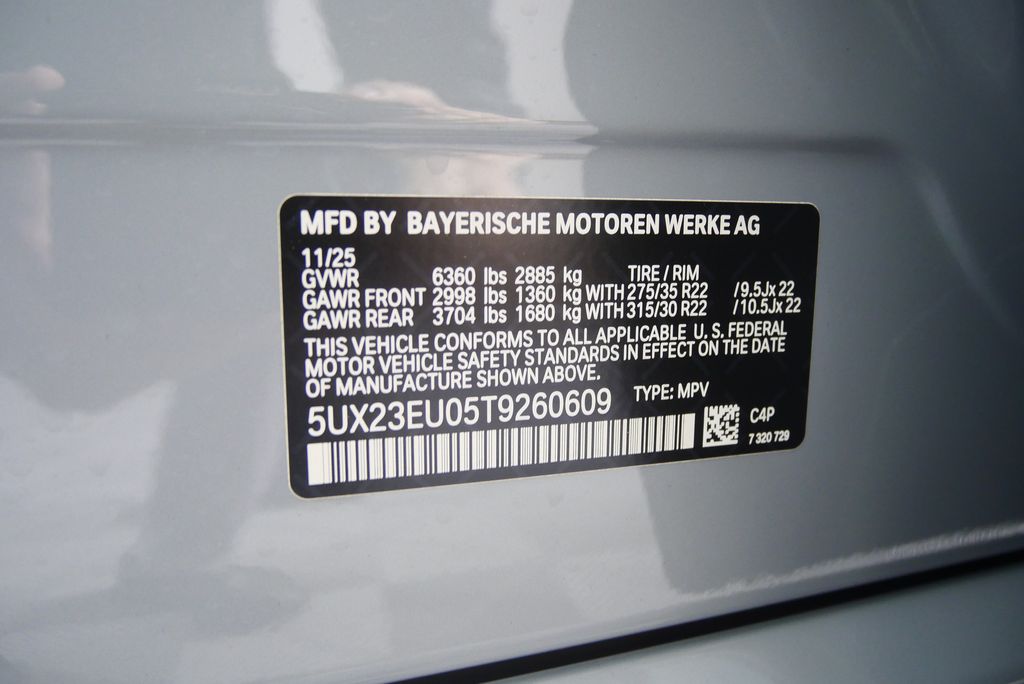 MFD BY BAYERISCHE MOTOREN WERKE AG
11/25
GVWR 6360 lbs 2885 kg TIRE / RIM
GAWR FRONT 2998 lbs 1360 kg WITH 275/35 R22 / 9.5Jx 22
GAWR REAR 3704 lbs 1680 kg WITH 315/30 R22 / 10.5Jx 22
THIS VEHICLE CONFORMS TO ALL APPLICABLE U. S. FEDERAL
MOTOR VEHICLE SAFETY STANDARDS IN EFFECT ON THE DATE
OF MANUFACTURE SHOWN ABOVE.
5UX23EU05T9260609 TYPE: MPV
C4P
7 320 729